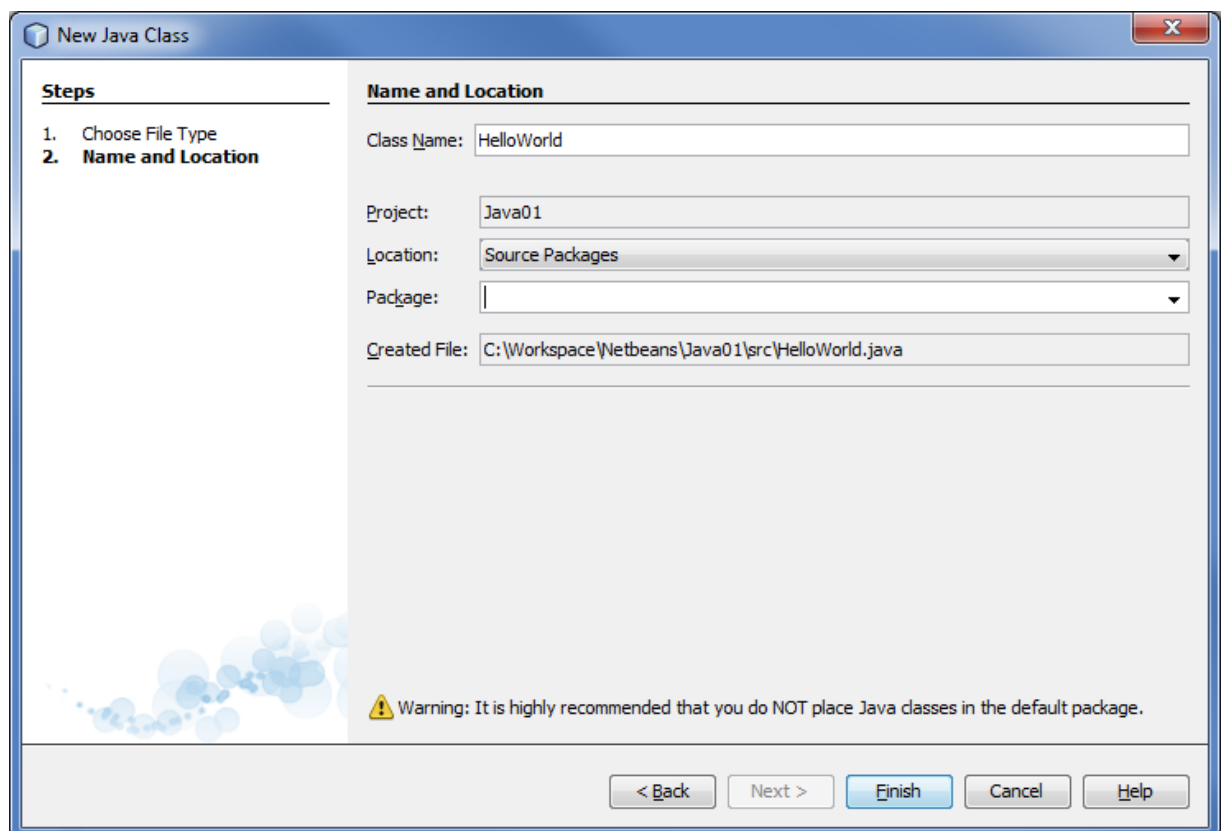 New Java Class
X
Steps
1. Choose File Type
2. Name and Location
Name and Location
Class Name: HelloWorld
Project: Java01
Location: Source Packages
Package:
Created File: C:\Workspace\Netbeans\Java01\src\HelloWorld.java
Warning: It is highly recommended that you do NOT place Java classes in the default package.
< Back Next > Finish Cancel Help